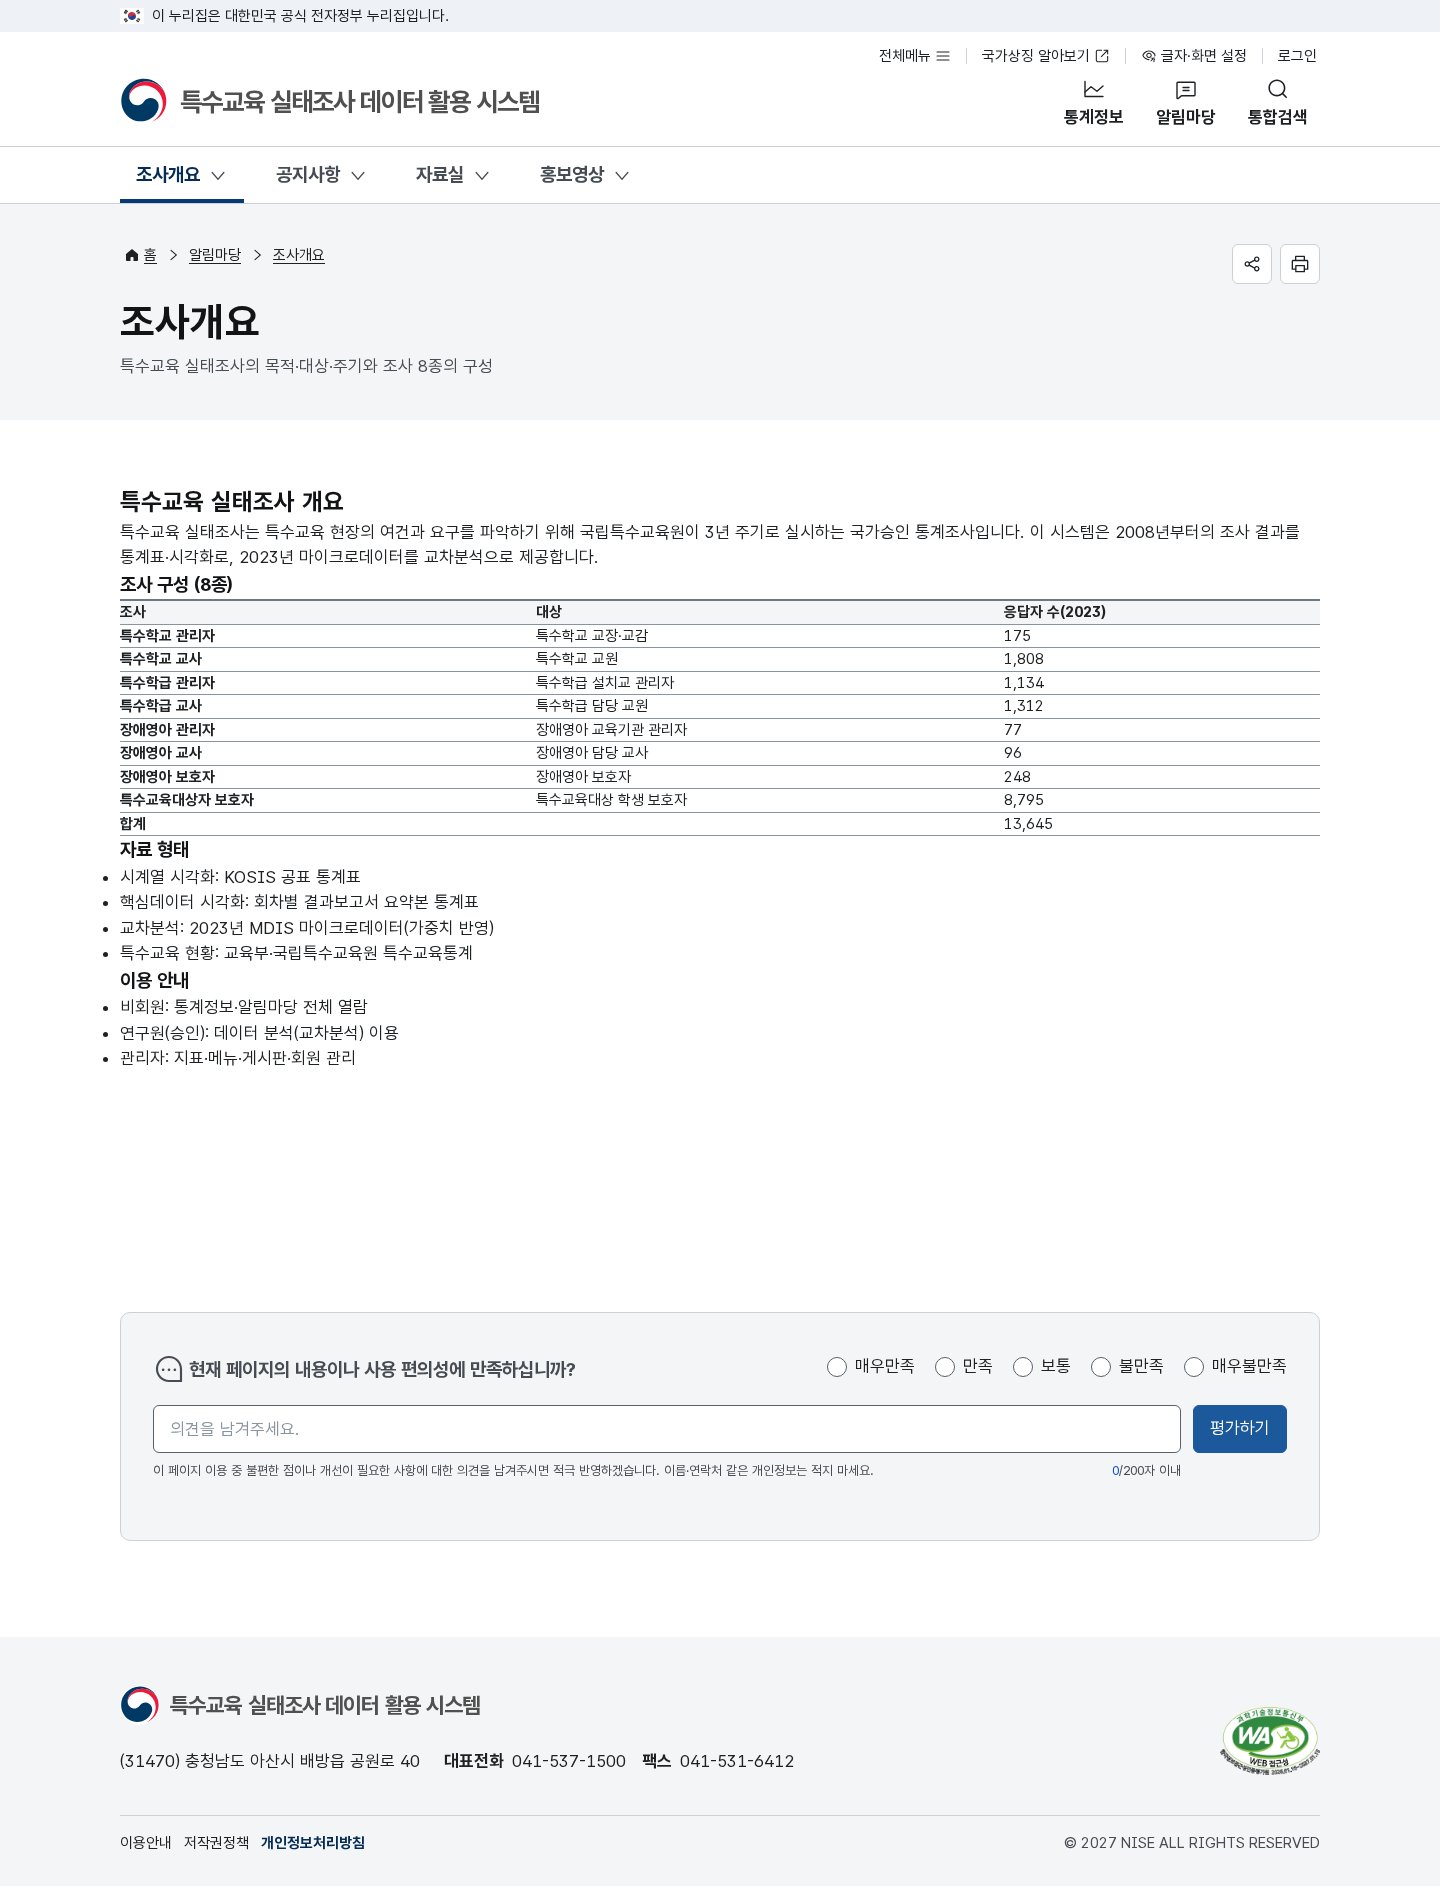 이 누리집은 대한민국 공식 전자정부 누리집입니다.
전체메뉴 국가상징 알아보기 글자·화면 설정 로그인
특수교육 실태조사 데이터 활용 시스템
통계정보 알림마당 통합검색
조사개요 공지사항 자료실 홍보영상
홈 알림마당 조사개요
조사개요
특수교육 실태조사의 목적·대상·주기와 조사 8종의 구성
특수교육 실태조사 개요
특수교육 실태조사는 특수교육 현장의 여건과 요구를 파악하기 위해 국립특수교육원이 3년 주기로 실시하는 국가승인 통계조사입니다. 이 시스템은 2008년부터의 조사 결과를
통계표·시각화로, 2023년 마이크로데이터를 교차분석으로 제공합니다.
조사 구성 (8종)
조사 대상 응답자 수(2023)
특수학교 관리자 특수학교 교장·교감 175
특수학교 교사 특수학교 교원 1,808
특수학급 관리자 특수학급 설치교 관리자 1,134
특수학급 교사 특수학급 담당 교원 1,312
장애영아 관리자 장애영아 교육기관 관리자 77
장애영아 교사 장애영아 담당 교사 96
장애영아 보호자 장애영아 보호자 248
특수교육대상자 보호자 특수교육대상 학생 보호자 8,795
합계 13,645
자료 형태
• 시계열 시각화: KOSIS 공표 통계표
• 핵심데이터 시각화: 회차별 결과보고서 요약본 통계표
• 교차분석: 2023년 MDIS 마이크로데이터(가중치 반영)
• 특수교육 현황: 교육부·국립특수교육원 특수교육통계
이용 안내
• 비회원: 통계정보·알림마당 전체 열람
• 연구원(승인): 데이터 분석(교차분석) 이용
• 관리자: 지표·메뉴·게시판·회원 관리
현재 페이지의 내용이나 사용 편의성에 만족하십니까? 매우만족 만족 보통 불만족 매우불만족
의견을 남겨주세요. 평가하기
이 페이지 이용 중 불편한 점이나 개선이 필요한 사항에 대한 의견을 남겨주시면 적극 반영하겠습니다. 이름·연락처 같은 개인정보는 적지 마세요. 0/200자 이내
특수교육 실태조사 데이터 활용 시스템
과학기술정보통신부
WA
WEB 접근성
(31470) 충청남도 아산시 배방읍 공원로 40 대표전화 041-537-1500 팩스 041-531-6412
이용안내 저작권정책 개인정보처리방침 © 2027 NISE ALL RIGHTS RESERVED